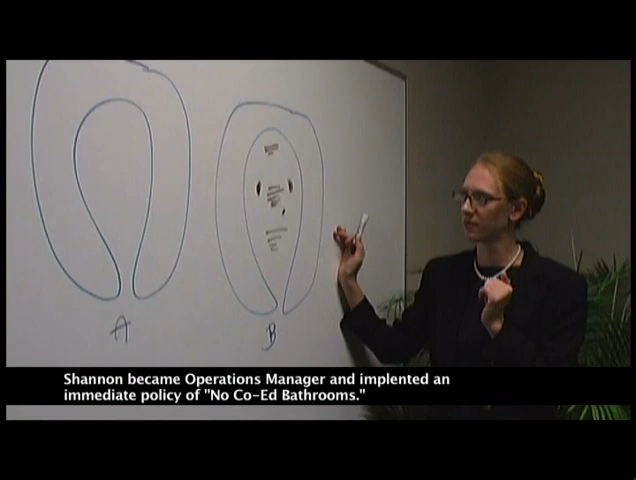 A
B
Shannon became Operations Manager and implented an
immediate policy of "No Co-Ed Bathrooms."